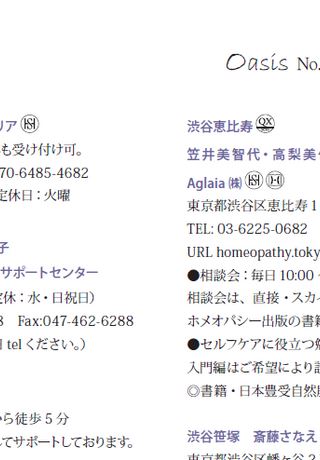 Oasis No.
リア
も受け付け可。
70-6485-4682
定休日：火曜
子
サポートセンター
定休：水・日祝日）
8 Fax:047-462-6288
日 tel ください。）
から徒歩 5 分
してサポートしております。
渋谷恵比寿 QX
笠井美智代・高梨美
Aglaia ㈱
東京都渋谷区恵比寿 1
TEL: 03-6225-0682
URL homeopathy.toky
●相談会：毎日 10:00
相談会は、直接・スカ
ホメオパシー出版の書籍
●セルフケアに役立つ勉
入門編はご希望により
◎書籍・日本豊受自然
渋谷笹塚 斎藤さなえ
東京都渋谷区幡ヶ谷 2